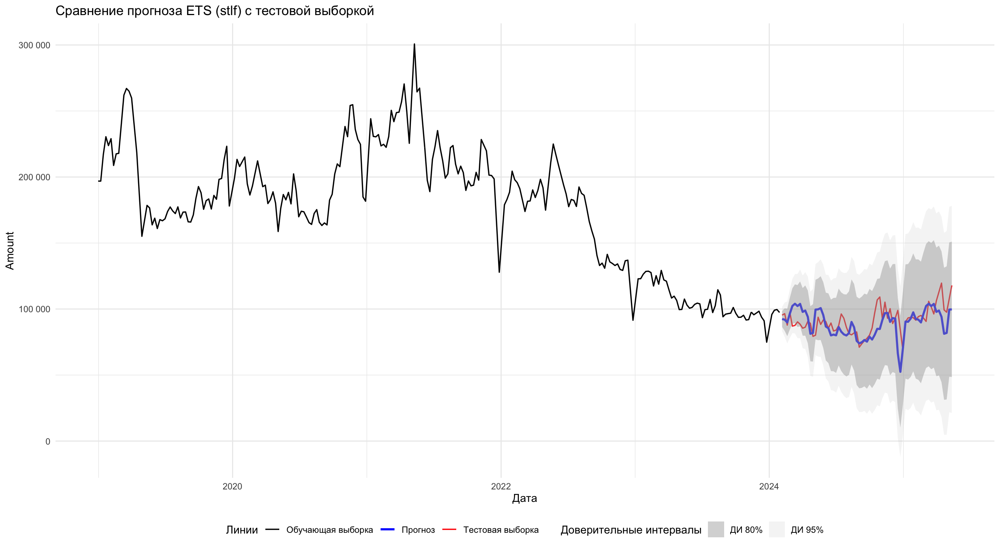 Сравнение прогноза ETS (stlf) с тестовой выборкой
300 000
200 000
100 000
0
Amount
2020
2022
2024
Дата
Линии
Обучающая выборка
Прогноз
Тестовая выборка
Доверительные интервалы
ДИ 80%
ДИ 95%